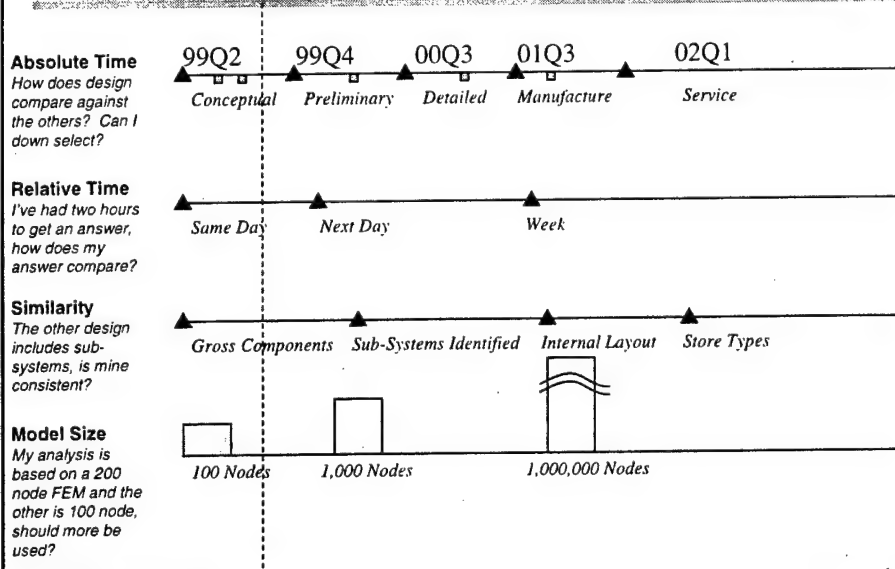 99Q2 99Q4 00Q3 01Q3 02Q1
Absolute Time
How does design
compare against
the others? Can I
down select?
Conceptual Preliminary Detailed Manufacture Service
Relative Time
I've had two hours
to get an answer,
how does my
answer compare?
Same Day Next Day Week
Similarity
The other design
includes sub-
systems, is mine
consistent?
Gross Components Sub-Systems Identified Internal Layout Store Types
Model Size
My analysis is
based on a 200
node FEM and the
other is 100 node,
should more be
used?
100 Nodes 1,000 Nodes 1,000,000 Nodes